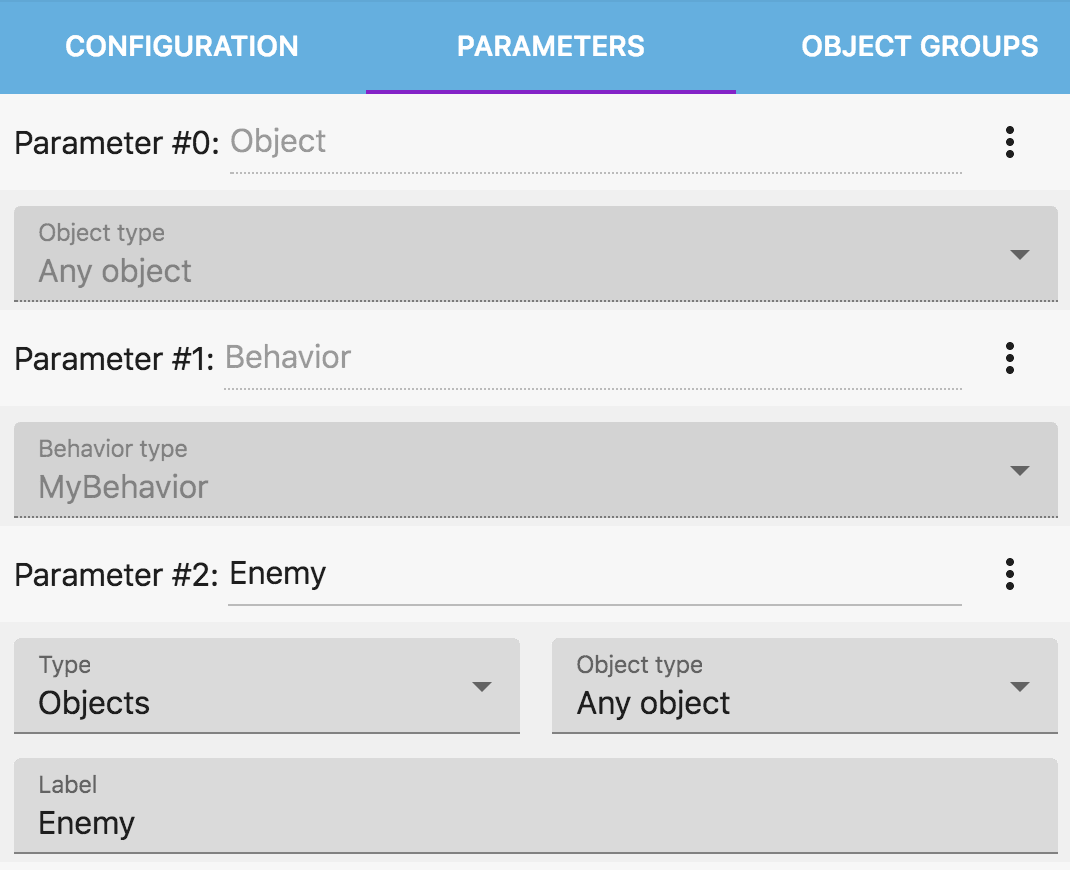 CONFIGURATION PARAMETERS OBJECT GROUPS
Parameter #0: Object
Object type
Any object
Parameter #1: Behavior
Behavior type
MyBehavior
Parameter #2: Enemy
Type Object type
Objects Any object
Label
Enemy